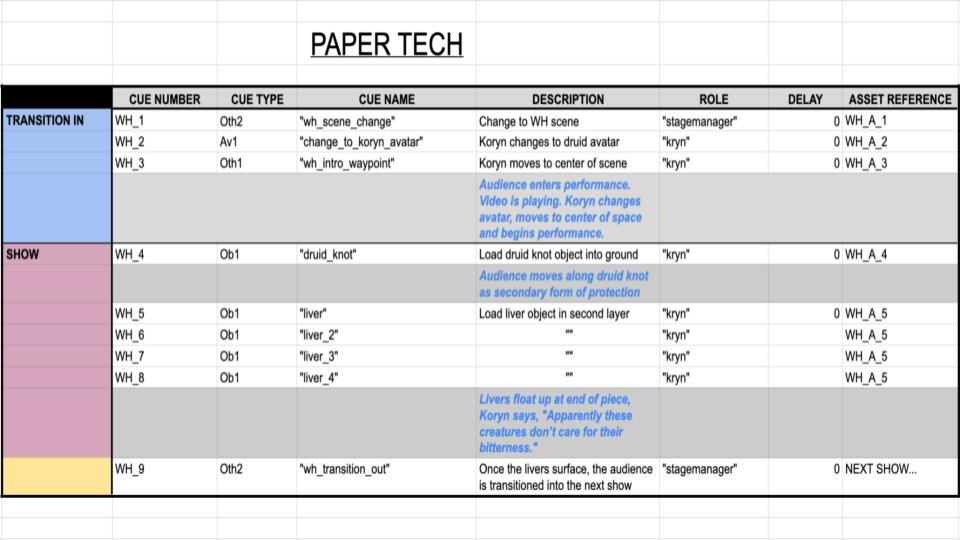 PAPER TECH
CUE NUMBER CUE TYPE CUE NAME DESCRIPTION ROLE DELAY ASSET REFERENCE
TRANSITION IN WH_1 Oth2 "wh_scene_change" Change to WH scene "stagemanager" 0 WH_A_1
WH_2 Av1 "change_to_koryn_avatar" Koryn changes to druid avatar "kryn" 0 WH_A_2
WH_3 Oth1 "wh_intro_waypoint" Koryn moves to center of scene "kryn" 0 WH_A_3
Audience enters performance.
Video is playing. Koryn changes
avatar, moves to center of space
and begins performance.
SHOW WH_4 Ob1 "druid_knot" Load druid knot object into ground "kryn" 0 WH_A_4
Audience moves along druid knot
as secondary form of protection
WH_5 Ob1 "liver" Load liver object in second layer "kryn" 0 WH_A_5
WH_6 Ob1 "liver_2" "" "kryn" WH_A_5
WH_7 Ob1 "liver_3" "" "kryn" WH_A_5
WH_8 Ob1 "liver_4" "" "kryn" WH_A_5
Livers float up at end of piece,
Koryn says, "Apparently these
creatures don't care for their
bitterness."
WH_9 Oth2 "wh_transition_out" Once the livers surface, the audience "stagemanager" 0 NEXT SHOW...
is transitioned into the next show